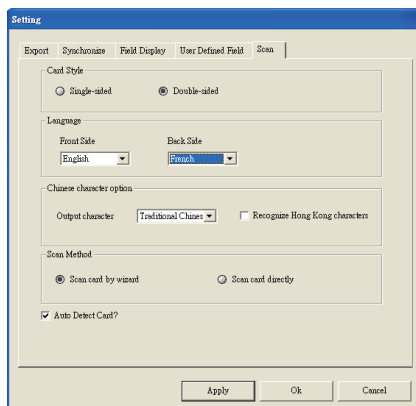 Setting
Export Synchronize Field Display User Defined Field Scan
Card Style
Single-sided Double-sided
Language
Front Side Back Side
English French
Chinese character option
Output character Traditional Chines Recognize Hong Kong characters
Scan Method
Scan card by wizard Scan card directly
Auto Detect Card?
Apply Ok Cancel